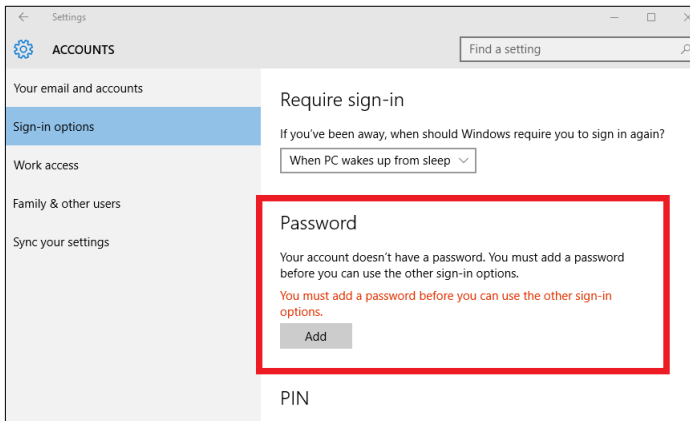 Settings
ACCOUNTS
Find a setting
Your email and accounts
Sign-in options
Work access
Family & other users
Sync your settings
Require sign-in
If you've been away, when should Windows require you to sign in again?
When PC wakes up from sleep
Password
Your account doesn't have a password. You must add a password
before you can use the other sign-in options.
You must add a password before you can use the other sign-in
options.
Add
PIN